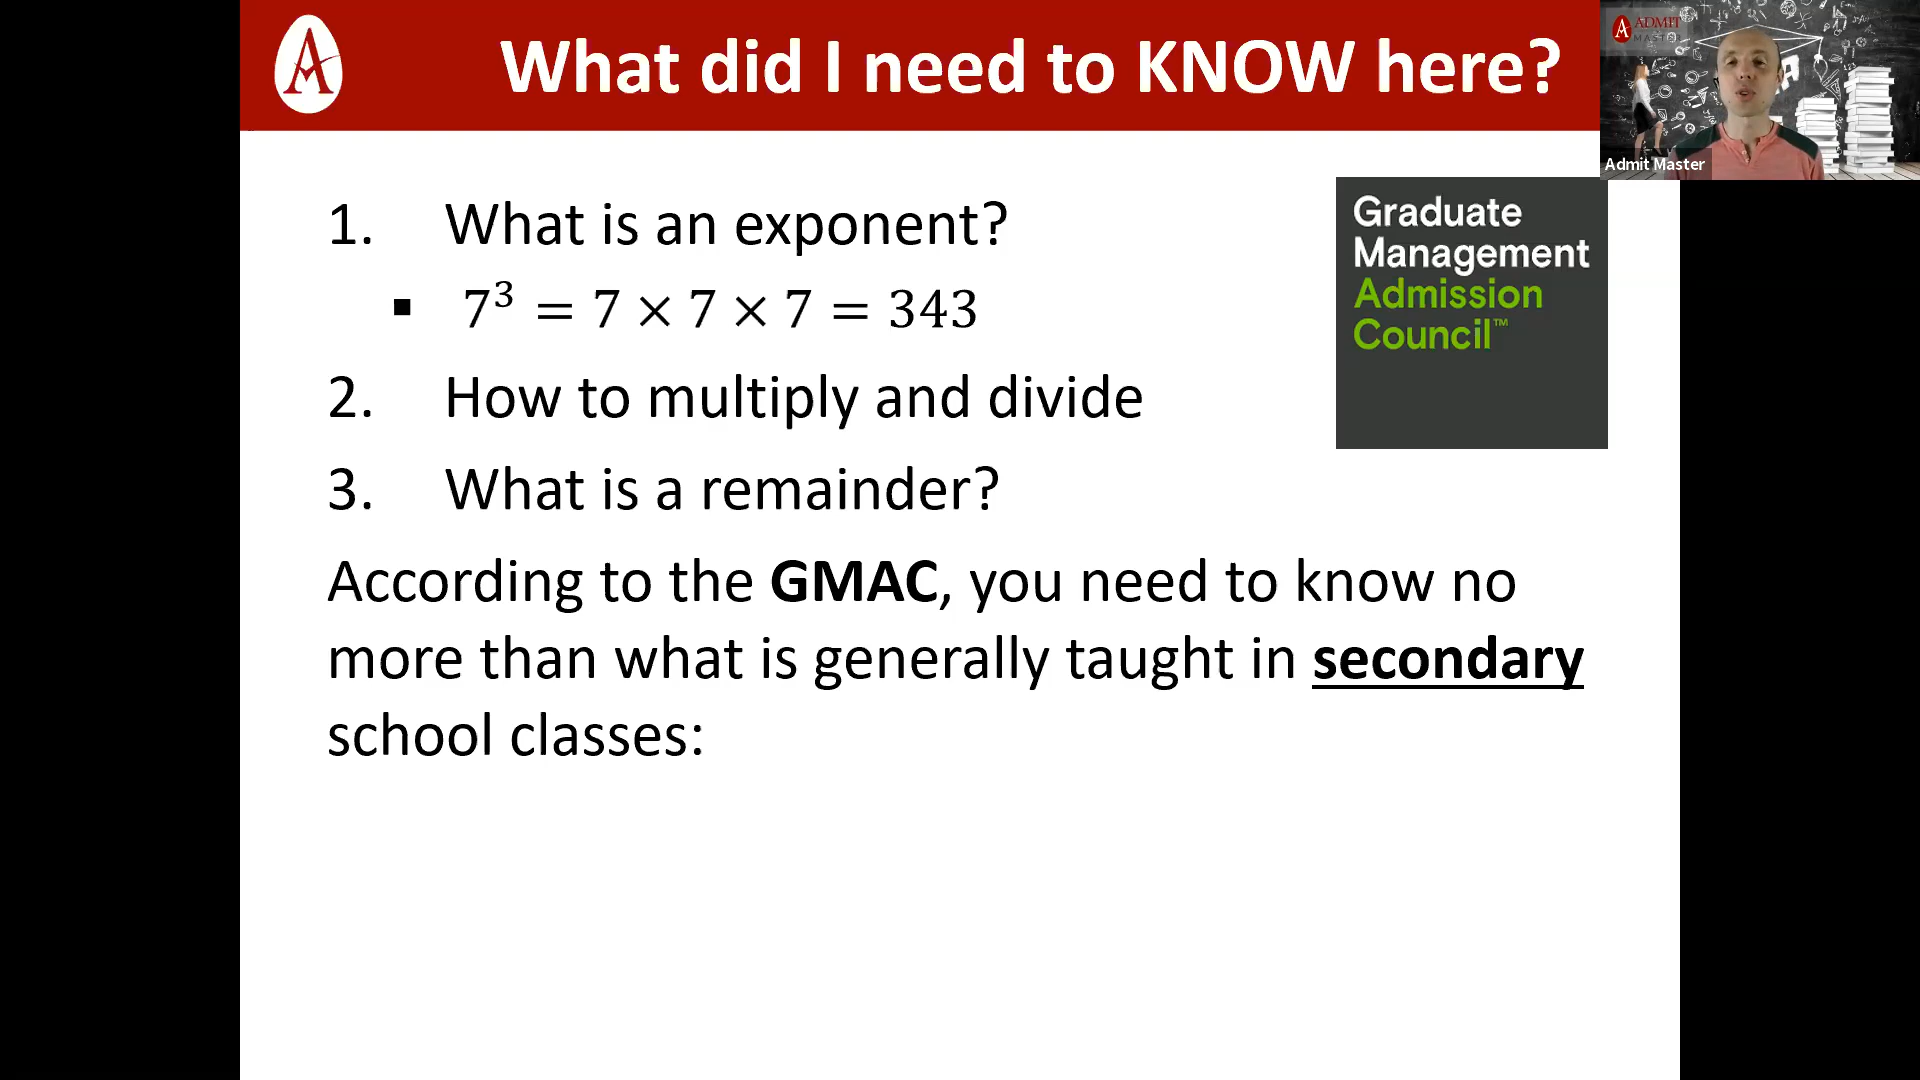 What did I need to KNOW here?
ADMIT
MASTER
Admit Master
1. What is an exponent?
▪ 7³ = 7 × 7 × 7 = 343
2. How to multiply and divide
3. What is a remainder?
Graduate
Management
Admission
Council™
According to the GMAC, you need to know no
more than what is generally taught in secondary
school classes: